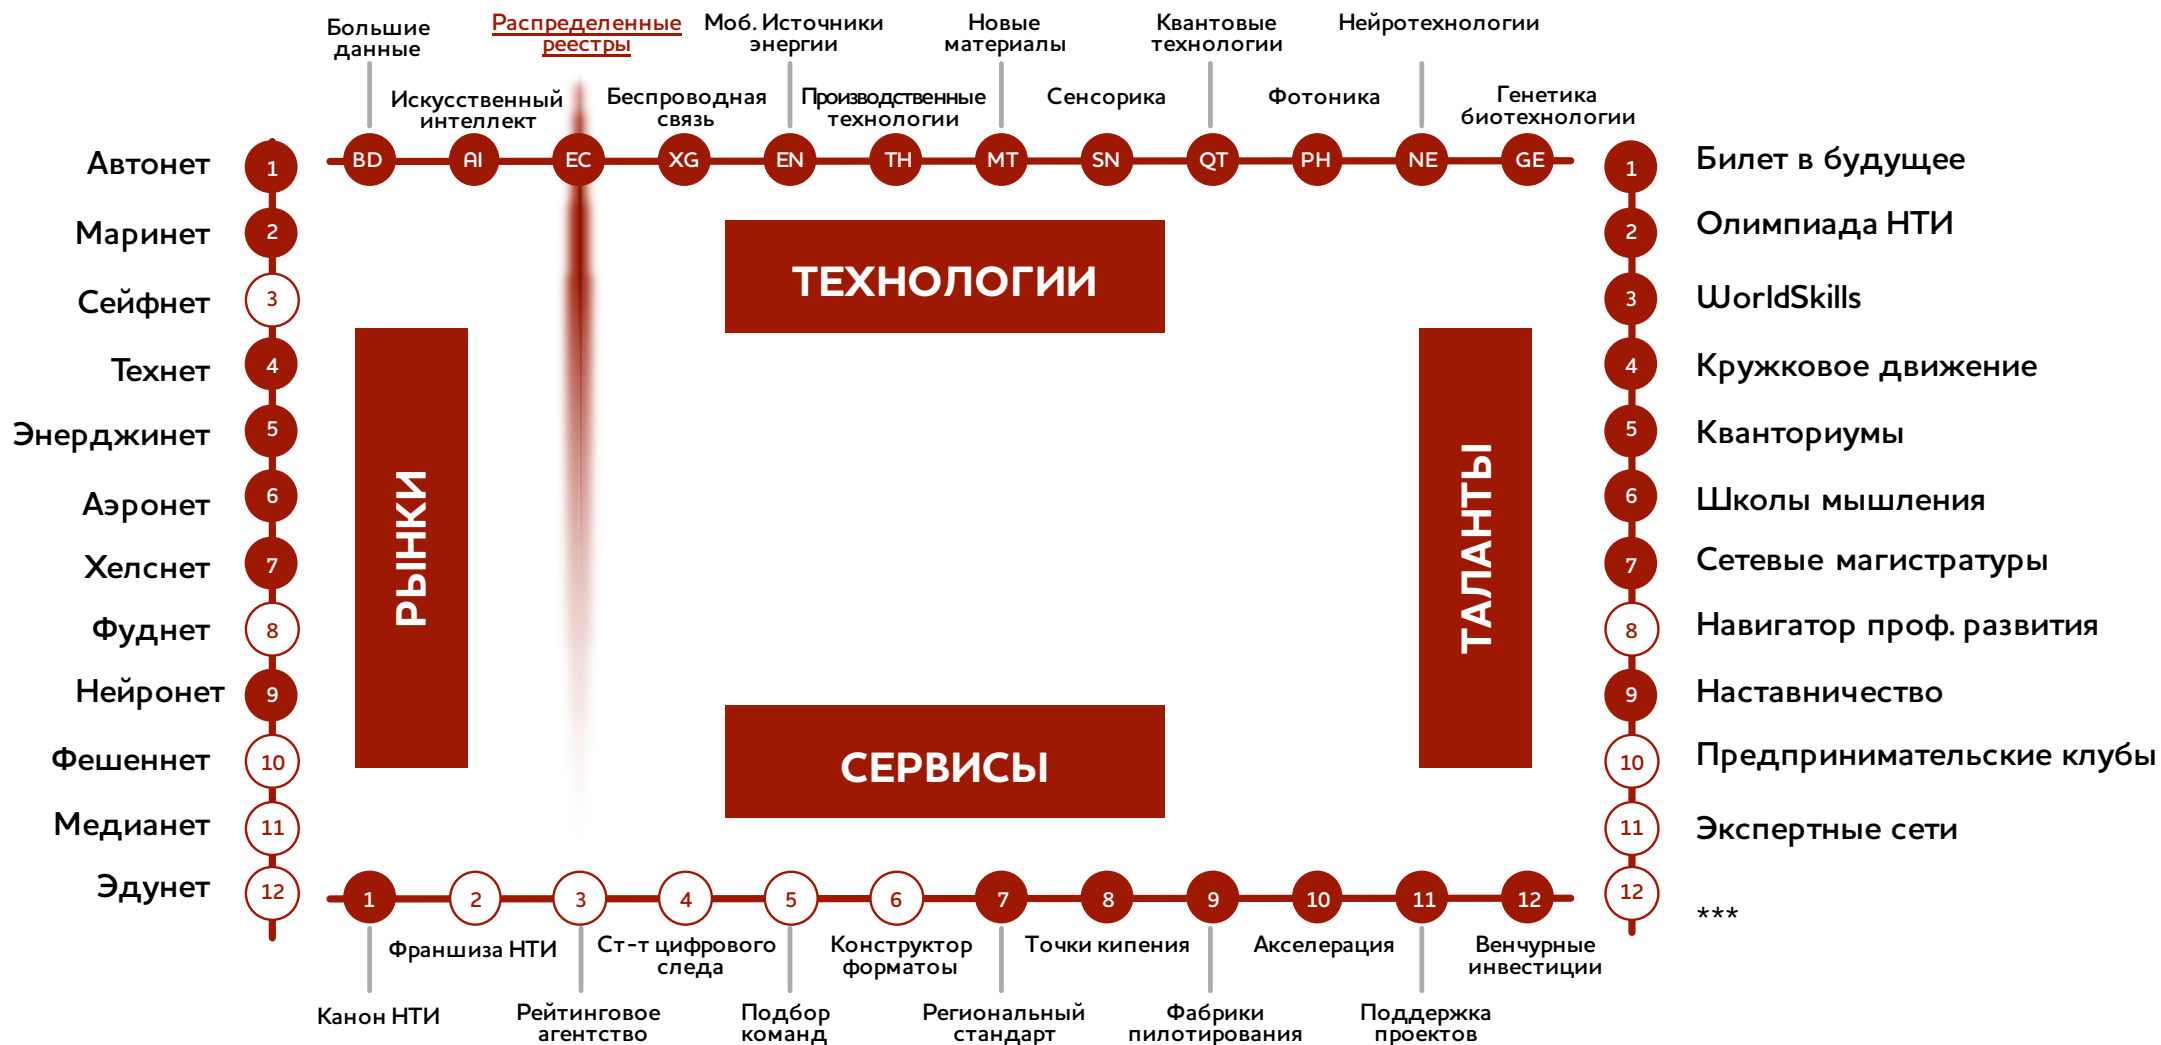 Большие
данные
Распределенные
реестры
Моб. Источники
энергии
Новые
материалы
Квантовые
технологии
Нейротехнологии
Искусственный
интеллект
Беспроводная
связь
Производственные
технологии
Сенсорика
Фотоника
Генетика
биотехнологии
BD
AI
EC
XG
EN
TH
MT
SN
QT
PH
NE
GE
Автонет 1
Маринет 2
Сейфнет 3
Технет 4
Энерджинет 5
Аэронет 6
Хелснет 7
Фуднет 8
Нейронет 9
Фешеннет 10
Медианет 11
Эдунет 12
ТЕХНОЛОГИИ
РЫНКИ
ТАЛАНТЫ
СЕРВИСЫ
1 Билет в будущее
2 Олимпиада НТИ
3 WorldSkills
4 Кружковое движение
5 Кванториумы
6 Школы мышления
7 Сетевые магистратуры
8 Навигатор проф. развития
9 Наставничество
10 Предпринимательские клубы
11 Экспертные сети
12 ***
1
2
3
4
5
6
7
8
9
10
11
12
Франшиза НТИ
Ст-т цифрового
следа
Конструктор
форматоы
Точки кипения
Акселерация
Венчурные
инвестиции
Канон НТИ
Рейтинговое
агентство
Подбор
команд
Региональный
стандарт
Фабрики
пилотирования
Поддержка
проектов